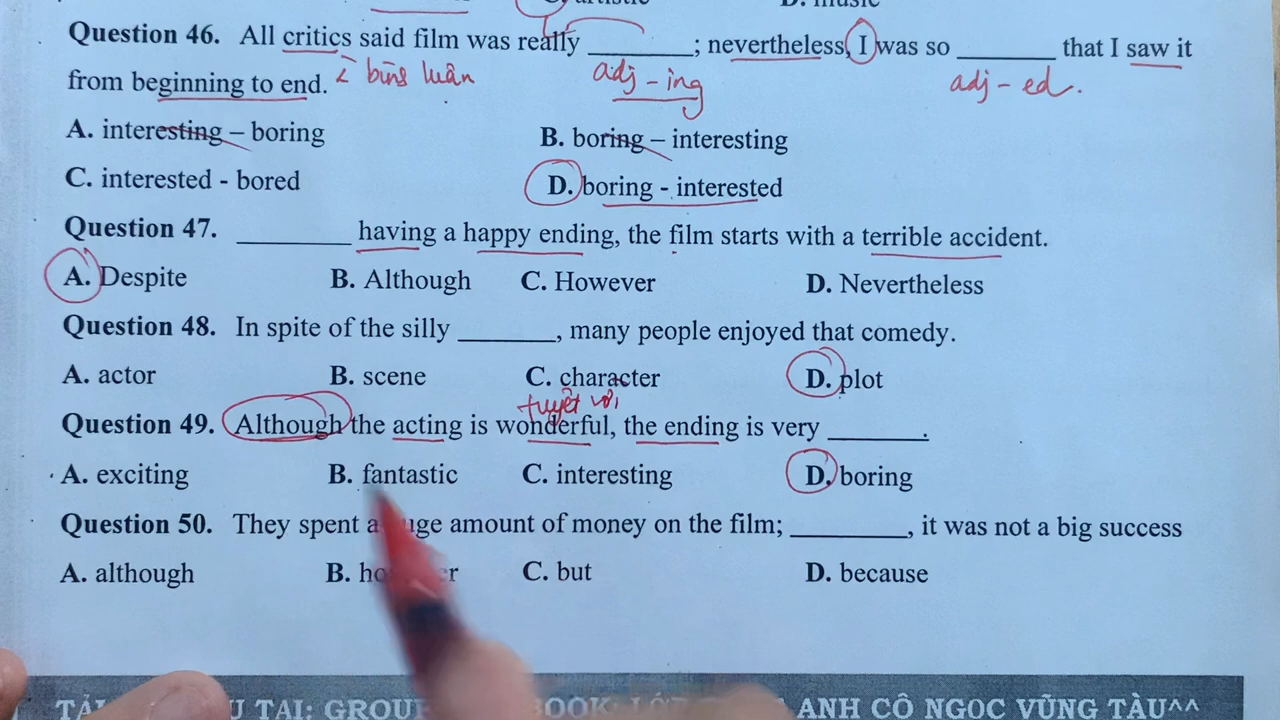 Question 46. All critics said film was really ________; nevertheless, I was so ________ that I saw it
bình luận adj - ing adj - ed.
from beginning to end.
A. interesting – boring B. boring – interesting
C. interested - bored D. boring - interested
Question 47. ________ having a happy ending, the film starts with a terrible accident.
A. Despite B. Although C. However D. Nevertheless
Question 48. In spite of the silly ________, many people enjoyed that comedy.
A. actor B. scene C. character D. plot
tuyệt vời
Question 49. Although the acting is wonderful, the ending is very ________.
A. exciting B. fantastic C. interesting D. boring
Question 50. They spent amount of money on the film; ________, it was not a big success
A. although B. C. but D. because
TẠI: ANH CÔ NGỌC VŨNG TÀU^^